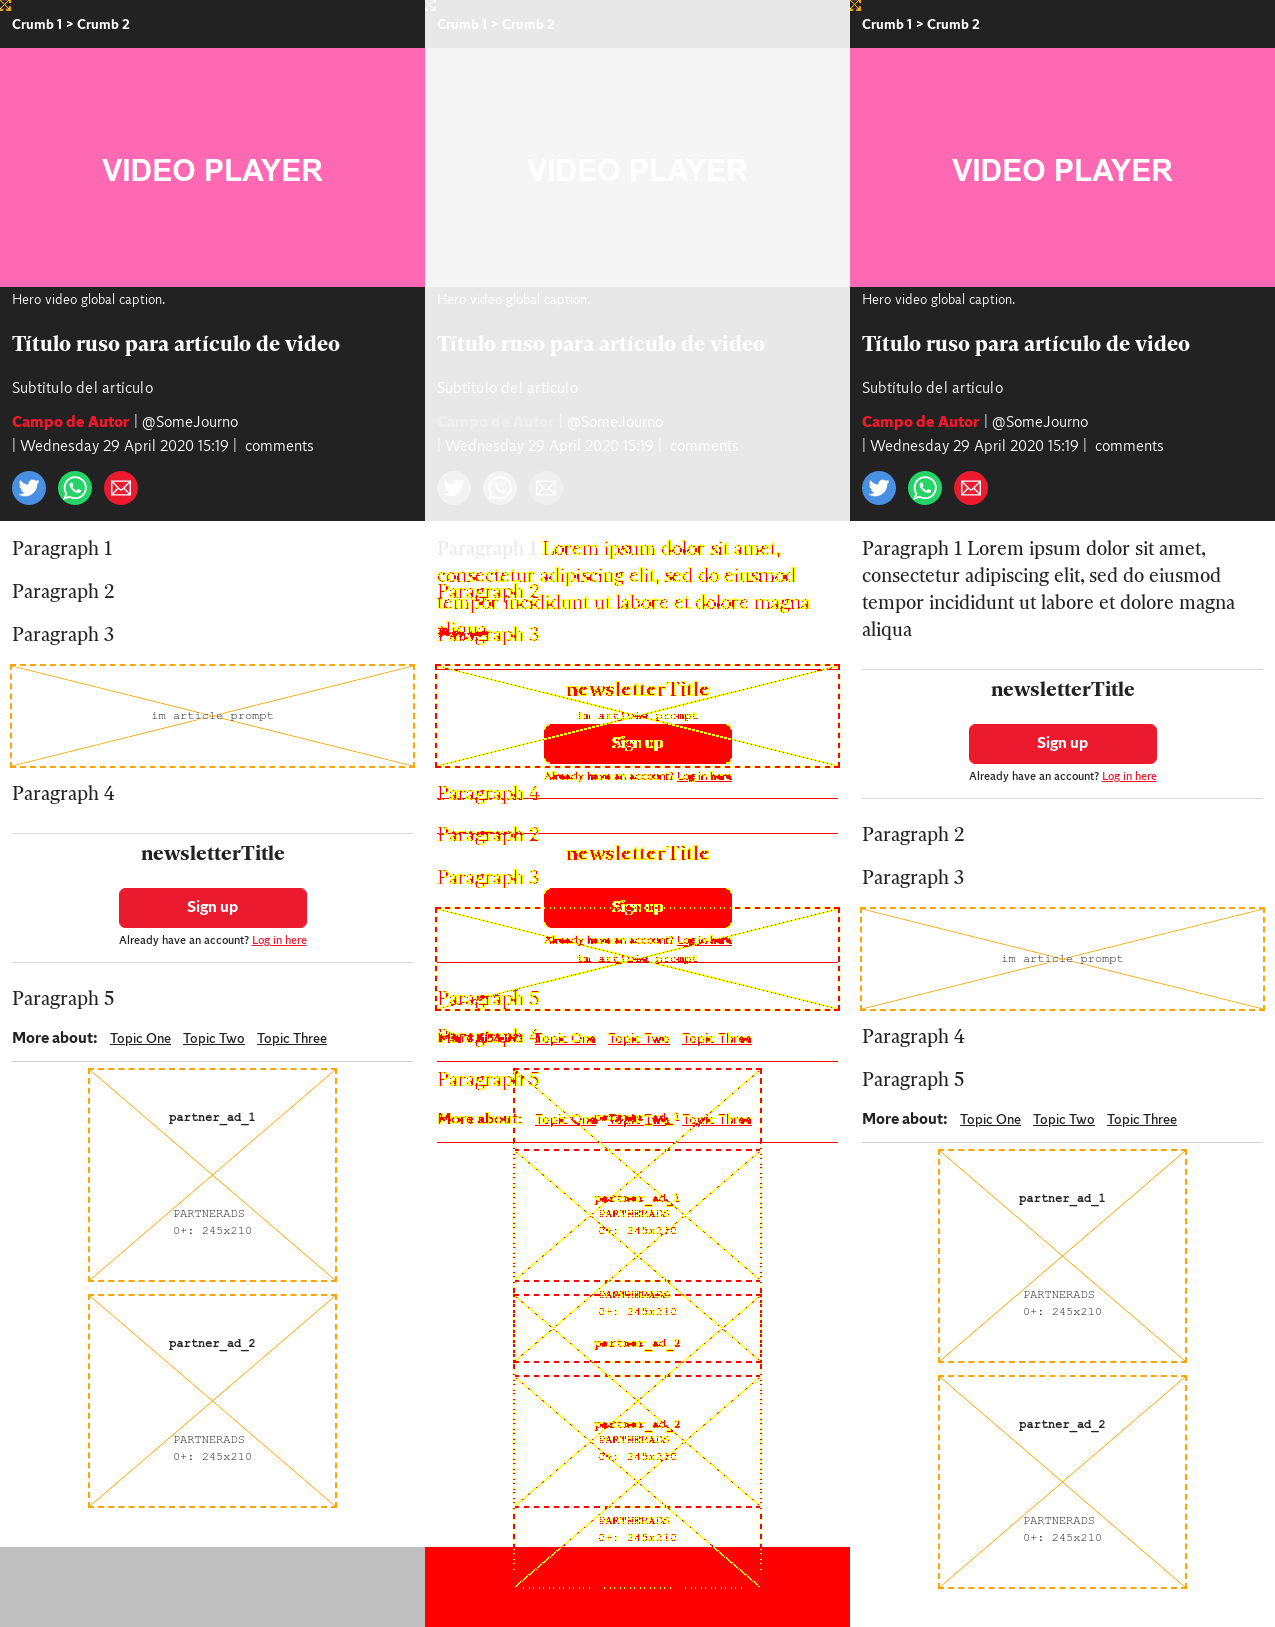 Crumb 1 > Crumb 2
VIDEO PLAYER
Hero video global caption.
Título ruso para artículo de video
Subtítulo del artículo
Campo de Autor | @SomeJourno
| Wednesday 29 April 2020 15:19 | comments
Paragraph 1
Paragraph 2
Paragraph 3
im article prompt
Paragraph 4
newsletterTitle
Sign up
Already have an account? Log in here
Paragraph 5
More about: Topic One Topic Two Topic Three
partner_ad_1
PARTNERADS
0+: 245x210
partner_ad_2
PARTNERADS
0+: 245x210
Crumb 1 > Crumb 2
VIDEO PLAYER
Hero video global caption.
Título ruso para artículo de video
Subtítulo del artículo
Campo de Autor | @SomeJourno
| Wednesday 29 April 2020 15:19 | comments
Paragraph 1 Lorem ipsum dolor sit amet,
consectetur adipiscing elit, sed do eiusmod
Paragraph 2
tempor incididunt ut labore et dolore magna
aliqua
Paragraph 3
newsletterTitle
im article prompt
Sign up
Already have an account? Log in here
Paragraph 4
Paragraph 2
newsletterTitle
Paragraph 3
Sign up
Already have an account? Log in here
im article prompt
Paragraph 5
Paragraph 4
More about: Topic One Topic Two Topic Three
Paragraph 5
partner_ad_1
More about: Topic One Topic Two Topic Three
partner_ad_1
PARTNERADS
0+: 245x210
PARTNERADS
0+: 245x210
partner_ad_2
partner_ad_2
PARTNERADS
0+: 245x210
PARTNERADS
0+: 245x210
Crumb 1 > Crumb 2
VIDEO PLAYER
Hero video global caption.
Título ruso para artículo de video
Subtítulo del artículo
Campo de Autor | @SomeJourno
| Wednesday 29 April 2020 15:19 | comments
Paragraph 1 Lorem ipsum dolor sit amet,
consectetur adipiscing elit, sed do eiusmod
tempor incididunt ut labore et dolore magna
aliqua
newsletterTitle
Sign up
Already have an account? Log in here
Paragraph 2
Paragraph 3
im article prompt
Paragraph 4
Paragraph 5
More about: Topic One Topic Two Topic Three
partner_ad_1
PARTNERADS
0+: 245x210
partner_ad_2
PARTNERADS
0+: 245x210